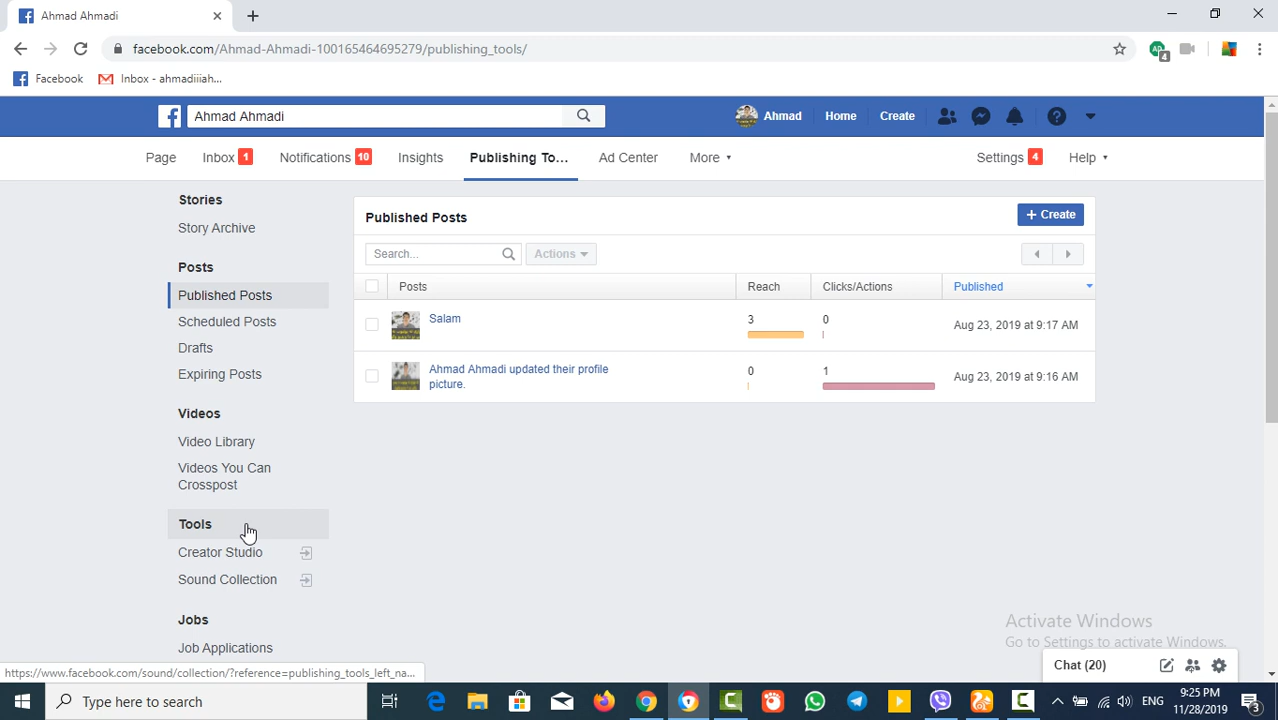 Ahmad Ahmadi
facebook.com/Ahmad-Ahmadi-100165464695279/publishing_tools/
4
Facebook
Inbox - ahmadiiiah...
Ahmad Ahmadi
Ahmad
Home
Create
Page
Inbox 1
Notifications 10
Insights
Publishing To...
Ad Center
More
Settings 4
Help
Stories
Story Archive
Posts
Published Posts
Scheduled Posts
Drafts
Expiring Posts
Videos
Video Library
Videos You Can
Crosspost
Tools
Creator Studio
Sound Collection
Jobs
Job Applications
Published Posts
+ Create
Search...
Actions
Posts
Reach
Clicks/Actions
Published
Salam
3
0
Aug 23, 2019 at 9:17 AM
Ahmad Ahmadi updated their profile
picture.
0
1
Aug 23, 2019 at 9:16 AM
Activate Windows
Go to Settings to activate Windows.
Chat (20)
https://www.facebook.com/sound/collection/?reference=publishing_tools_left_na...
Type here to search
ENG
9:25 PM
11/28/2019
3